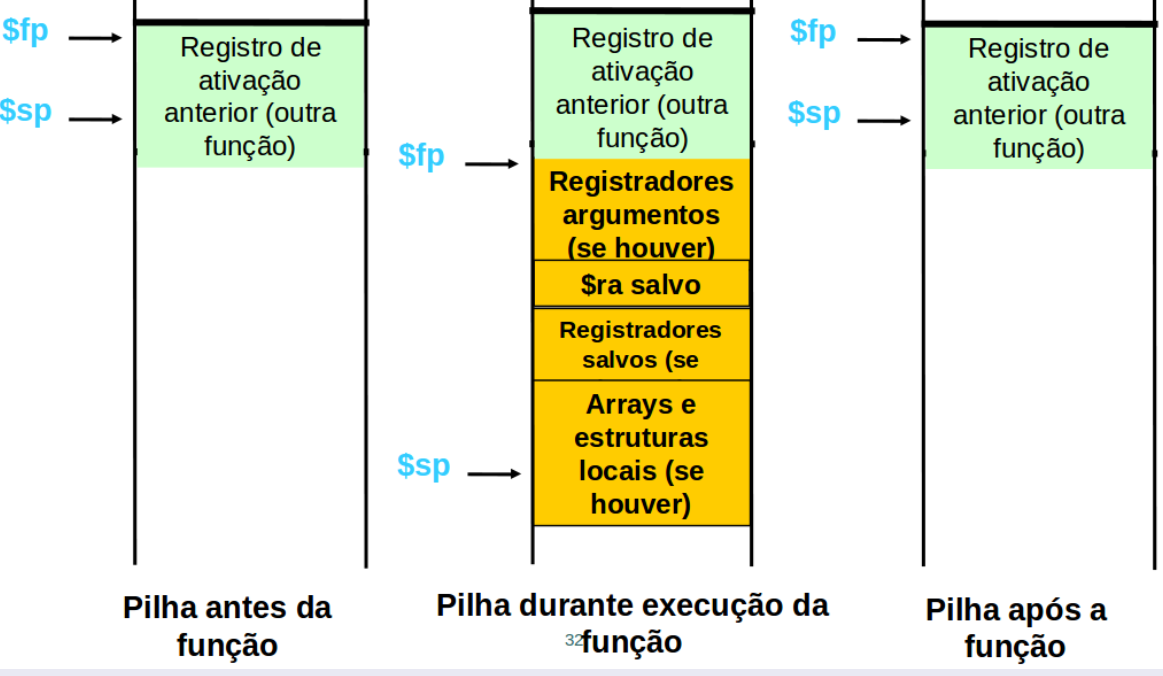 $fp
$sp
Registro de
ativação
anterior (outra
função)
Pilha antes da
função
$fp
$sp
Registro de
ativação
anterior (outra
função)
Registradores
argumentos
(se houver)
$ra salvo
Registradores
salvos (se
Arrays e
estruturas
locais (se
houver)
Pilha durante execução da
função
32
$fp
$sp
Registro de
ativação
anterior (outra
função)
Pilha após a
função